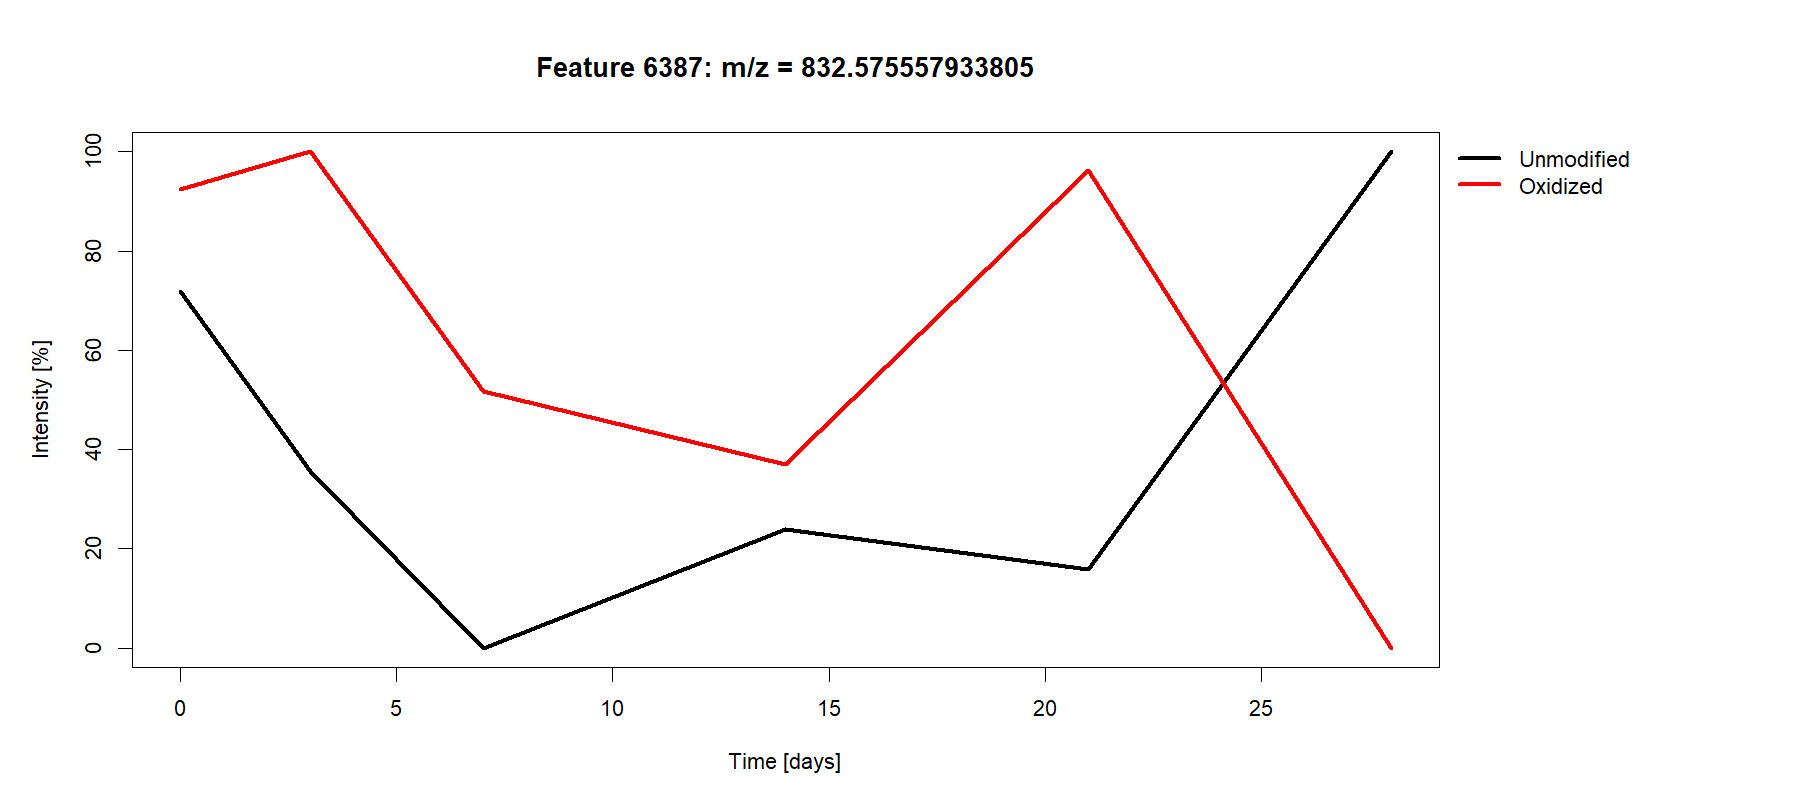 Feature 6387: m/z = 832.575557933805
Unmodified
Oxidized
Intensity [%]
100
80
60
40
20
0
0 5 10 15 20 25
Time [days]